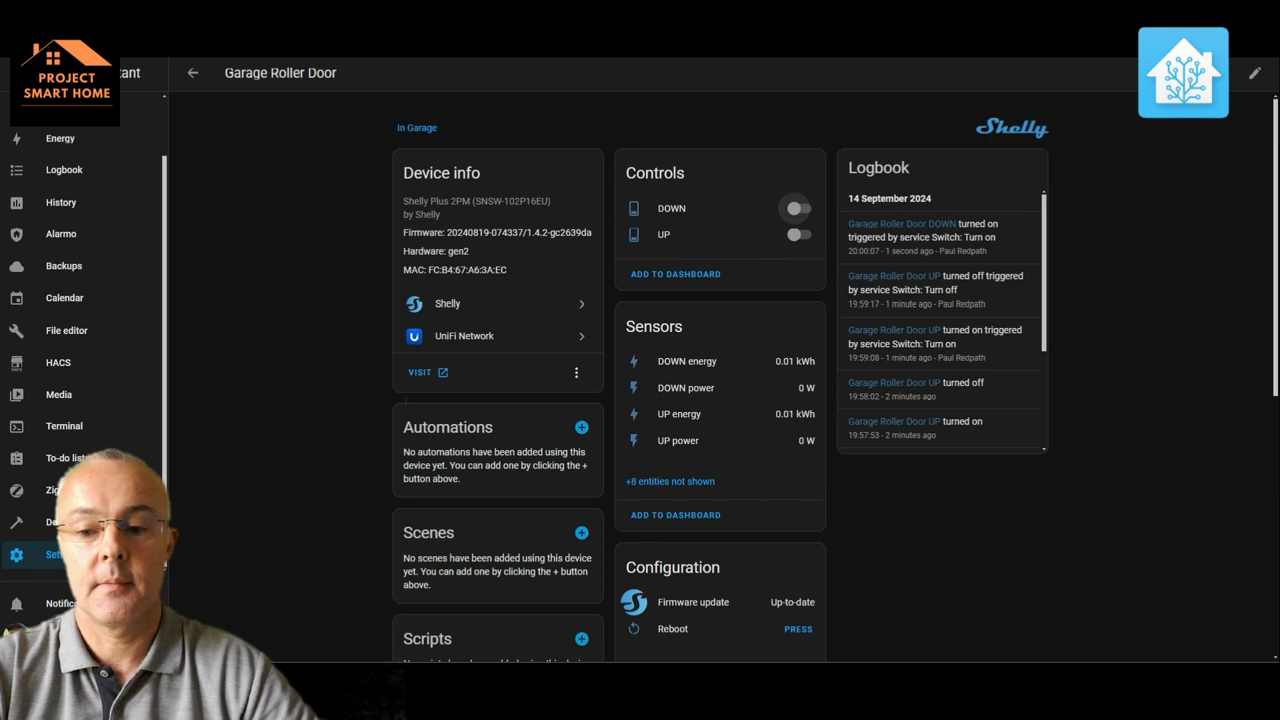 PROJECT
SMART HOME
tant
Garage Roller Door
Energy
Logbook
History
Alarmo
Backups
Calendar
File editor
HACS
Media
Terminal
To-do list
Zig
De
Set
Notific
In Garage
Shelly
Device info
Shelly Plus 2PM (SNSW-102P16EU)
by Shelly
Firmware: 20240819-074337/1.4.2-gc2639da
Hardware: gen2
MAC: FC:B4:67:A6:3A:EC
Shelly
UniFi Network
VISIT
Automations
No automations have been added using this
device yet. You can add one by clicking the +
button above.
Scenes
No scenes have been added using this device
yet. You can add one by clicking the + button
above.
Scripts
Controls
DOWN
UP
ADD TO DASHBOARD
Sensors
DOWN energy 0.01 kWh
DOWN power 0 W
UP energy 0.01 kWh
UP power 0 W
+8 entities not shown
ADD TO DASHBOARD
Configuration
Firmware update Up-to-date
Reboot PRESS
Logbook
14 September 2024
Garage Roller Door DOWN turned on
triggered by service Switch: Turn on
20:00:07 - 1 second ago - Paul Redpath
Garage Roller Door UP turned off triggered
by service Switch: Turn off
19:59:17 - 1 minute ago - Paul Redpath
Garage Roller Door UP turned on triggered
by service Switch: Turn on
19:59:08 - 1 minute ago - Paul Redpath
Garage Roller Door UP turned off
19:58:02 - 2 minutes ago
Garage Roller Door UP turned on
19:57:53 - 2 minutes ago